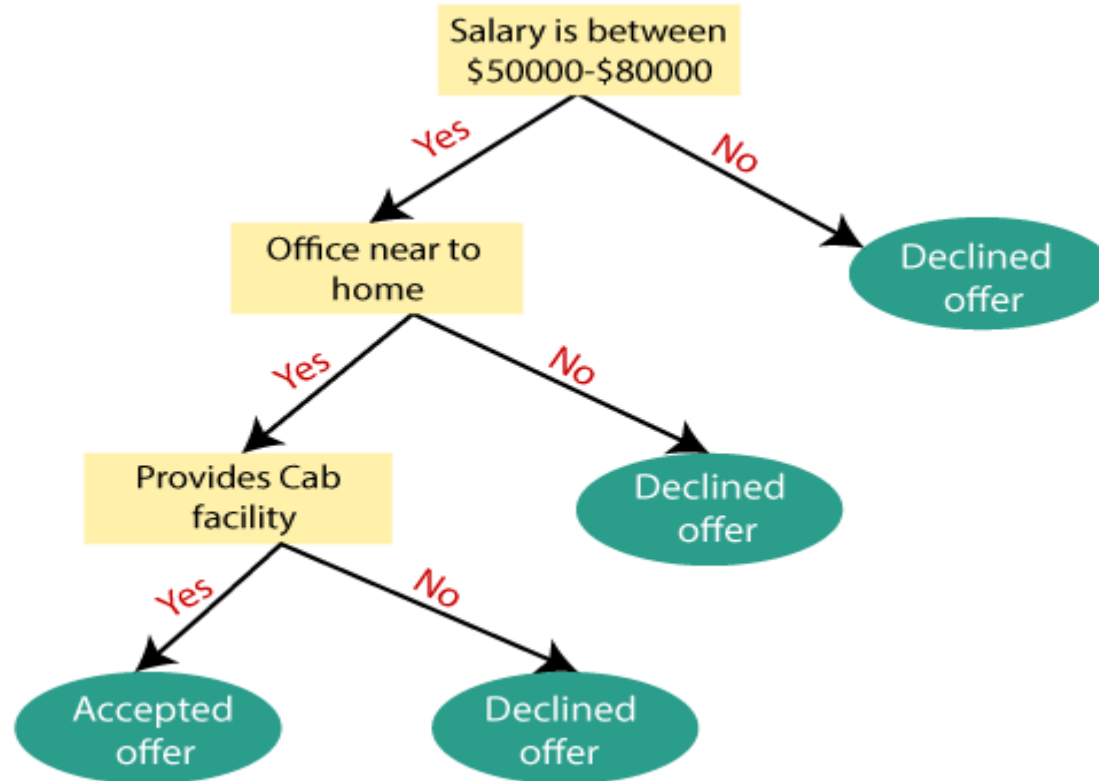 Salary is between
$50000-$80000
Yes
No
Office near to
home
Declined
offer
Yes
No
Provides Cab
facility
Declined
offer
Yes
No
Accepted
offer
Declined
offer